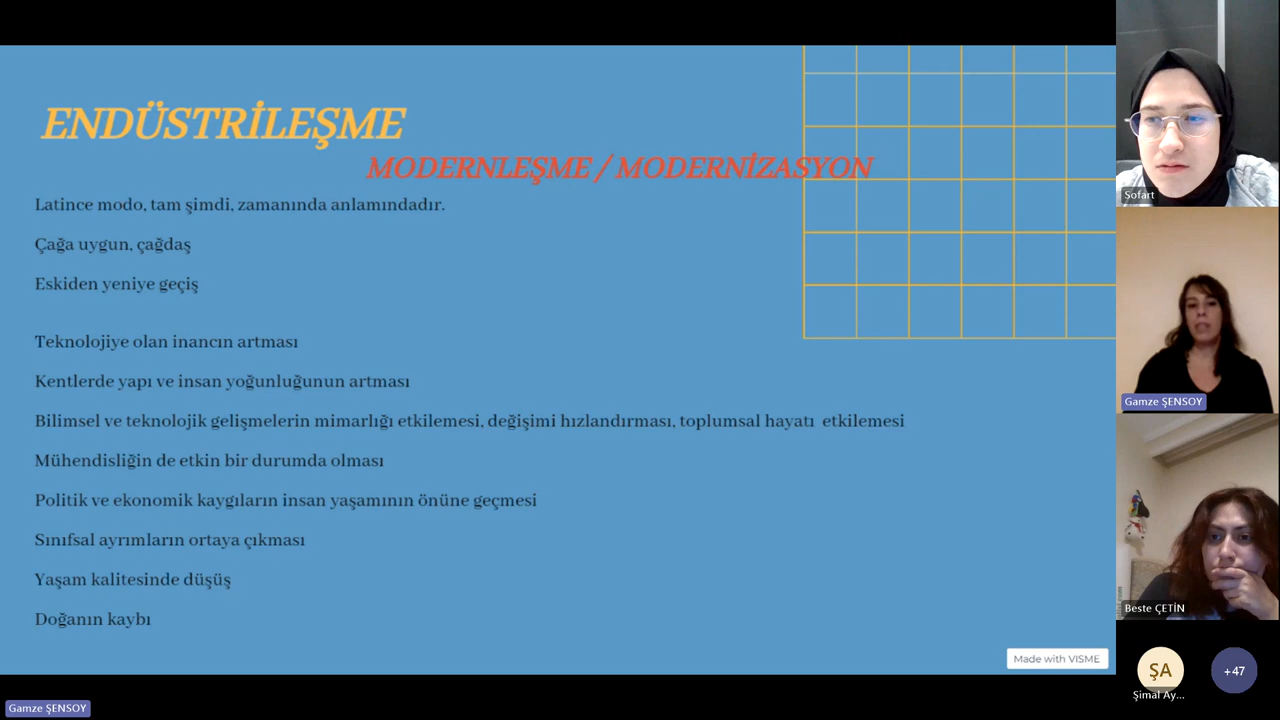 ENDÜSTRİLEŞME
MODERNLEŞME / MODERNİZASYON
Latince modo, tam şimdi, zamanında anlamındadır.
Çağa uygun, çağdaş
Eskiden yeniye geçiş
Teknolojiye olan inancın artması
Kentlerde yapı ve insan yoğunluğunun artması
Bilimsel ve teknolojik gelişmelerin mimarlığı etkilemesi, değişimi hızlandırması, toplumsal hayatı etkilemesi
Mühendisliğin de etkin bir durumda olması
Politik ve ekonomik kaygıların insan yaşamının önüne geçmesi
Sınıfsal ayrımların ortaya çıkması
Yaşam kalitesinde düşüş
Doğanın kaybı
Made with VISME
Gamze ŞENSOY
Sofart
Gamze ŞENSOY
Beste ÇETİN
ŞA
Şimal Ay...
+47